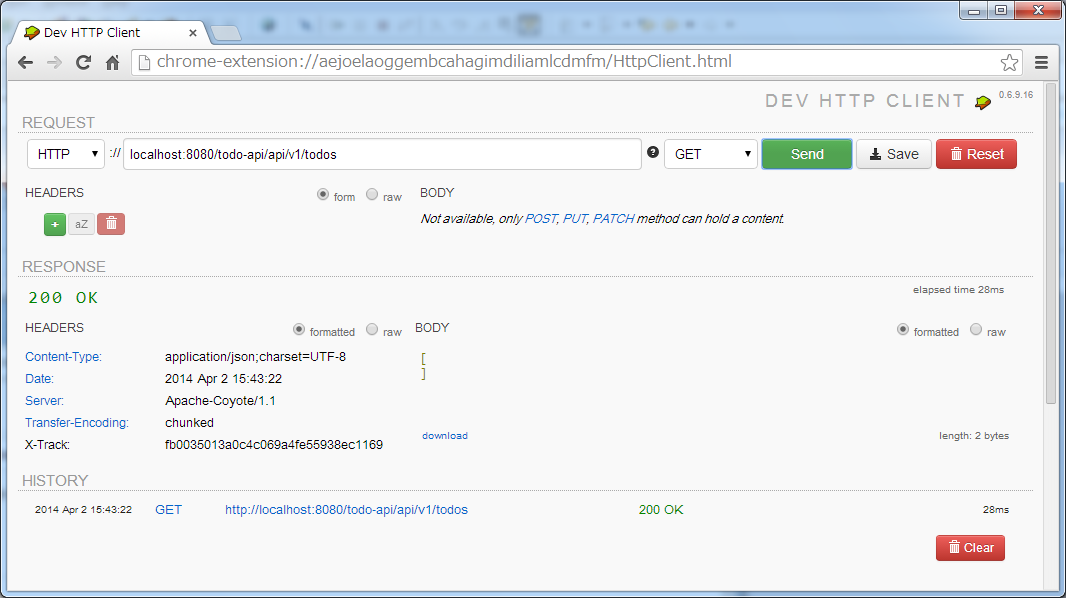 Dev HTTP Client
chrome-extension://aejoelaoggembcahagimdiliamlcdmfm/HttpClient.html
DEV HTTP CLIENT 0.6.9.16
REQUEST
HTTP :// localhost:8080/todo-api/api/v1/todos GET Send Save Reset
HEADERS form raw BODY
+ aZ Not available, only POST, PUT, PATCH method can hold a content.
RESPONSE
200 OK elapsed time 28ms
HEADERS formatted raw BODY formatted raw
Content-Type: application/json;charset=UTF-8 [
Date: 2014 Apr 2 15:43:22 ]
Server: Apache-Coyote/1.1
Transfer-Encoding: chunked
X-Track: fb0035013a0c4c069a4fe55938ec1169 download length: 2 bytes
HISTORY
2014 Apr 2 15:43:22 GET http://localhost:8080/todo-api/api/v1/todos 200 OK 28ms
Clear